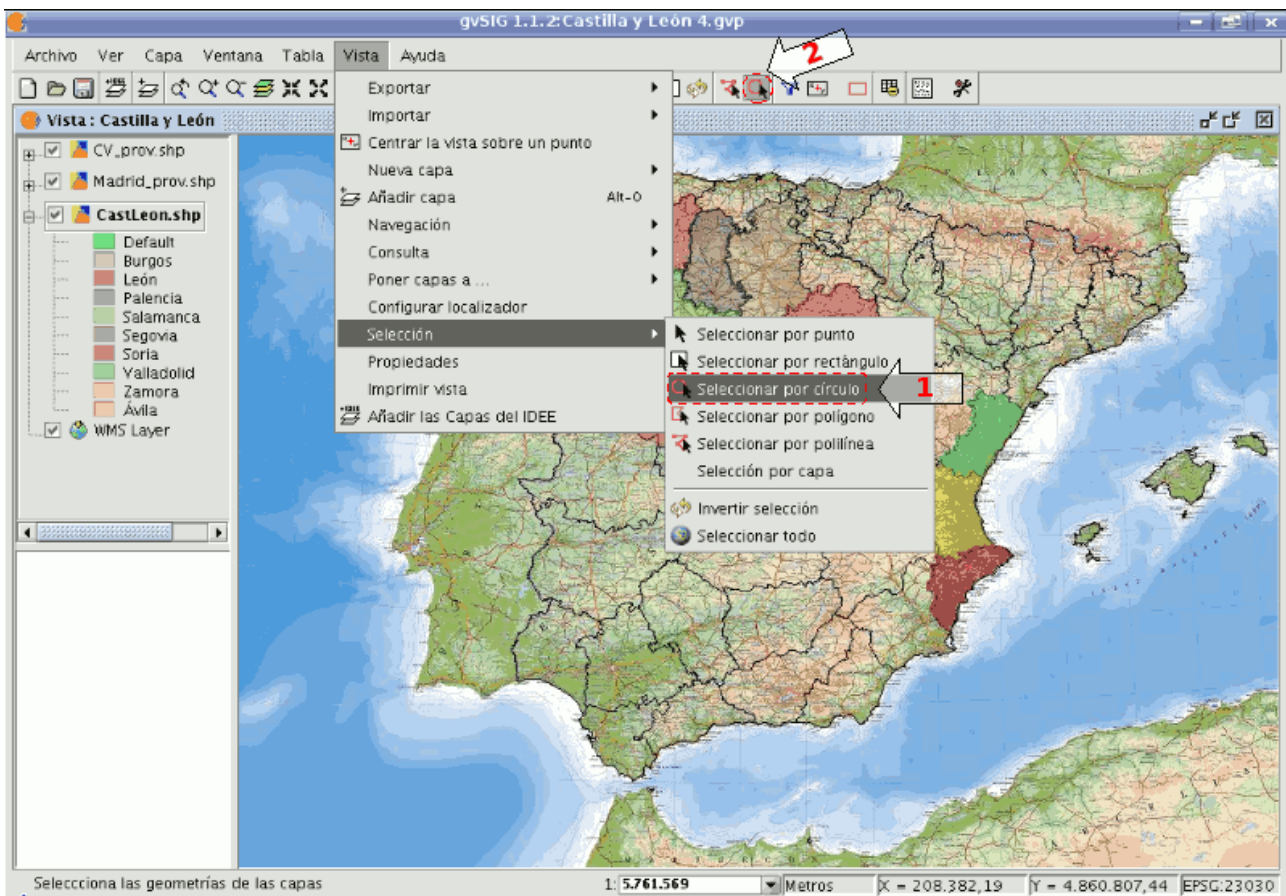 gvSIG 1.1.2:Castilla y León 4.gvp
Archivo Ver Capa Ventana Tabla Vista Ayuda
2
Vista : Castilla y León
CV_prov.shp
Madrid_prov.shp
CastLeon.shp
Default
Burgos
León
Palencia
Salamanca
Segovia
Soria
Valladolid
Zamora
Ávila
WMS Layer
Exportar
Importar
Centrar la vista sobre un punto
Nueva capa
Añadir capa Alt-O
Navegación
Consulta
Poner capas a ...
Configurar localizador
Selección
Propiedades
Imprimir vista
Añadir las Capas del IDEE
Seleccionar por punto
Seleccionar por rectángulo
Seleccionar por círculo
1
Seleccionar por polígono
Seleccionar por polilínea
Selección por capa
Invertir selección
Seleccionar todo
Seleccciona las geometrías de las capas
1: 5.761.569
Metros
X = 208.382,19
Y = 4.860.807,44
EPSG:23030